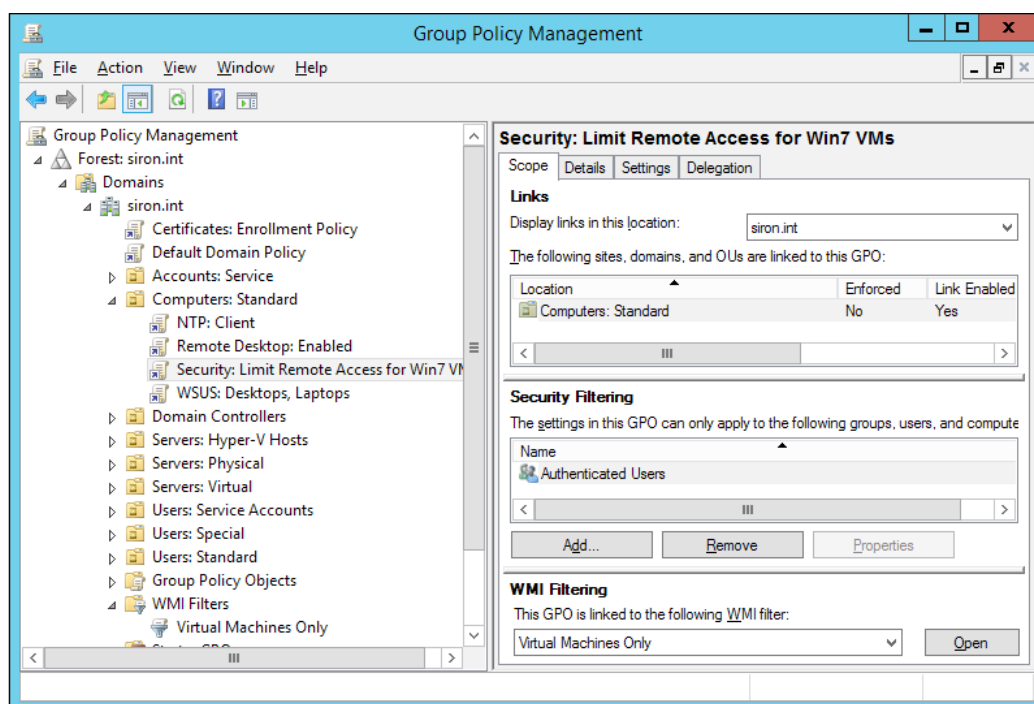 Group Policy Management
File Action View Window Help
Group Policy Management
Forest: siron.int
Domains
siron.int
Certificates: Enrollment Policy
Default Domain Policy
Accounts: Service
Computers: Standard
NTP: Client
Remote Desktop: Enabled
Security: Limit Remote Access for Win7 VM
WSUS: Desktops, Laptops
Domain Controllers
Servers: Hyper-V Hosts
Servers: Physical
Servers: Virtual
Users: Service Accounts
Users: Special
Users: Standard
Group Policy Objects
WMI Filters
Virtual Machines Only
Security: Limit Remote Access for Win7 VMs
Scope Details Settings Delegation
Links
Display links in this location: siron.int
The following sites, domains, and OUs are linked to this GPO:
Location Enforced Link Enabled
Computers: Standard No Yes
Security Filtering
The settings in this GPO can only apply to the following groups, users, and compute
Name
Authenticated Users
Add... Remove Properties
WMI Filtering
This GPO is linked to the following WMI filter:
Virtual Machines Only Open